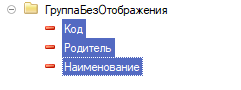 ГруппаБезОтображения
Код
Родитель
Наименование